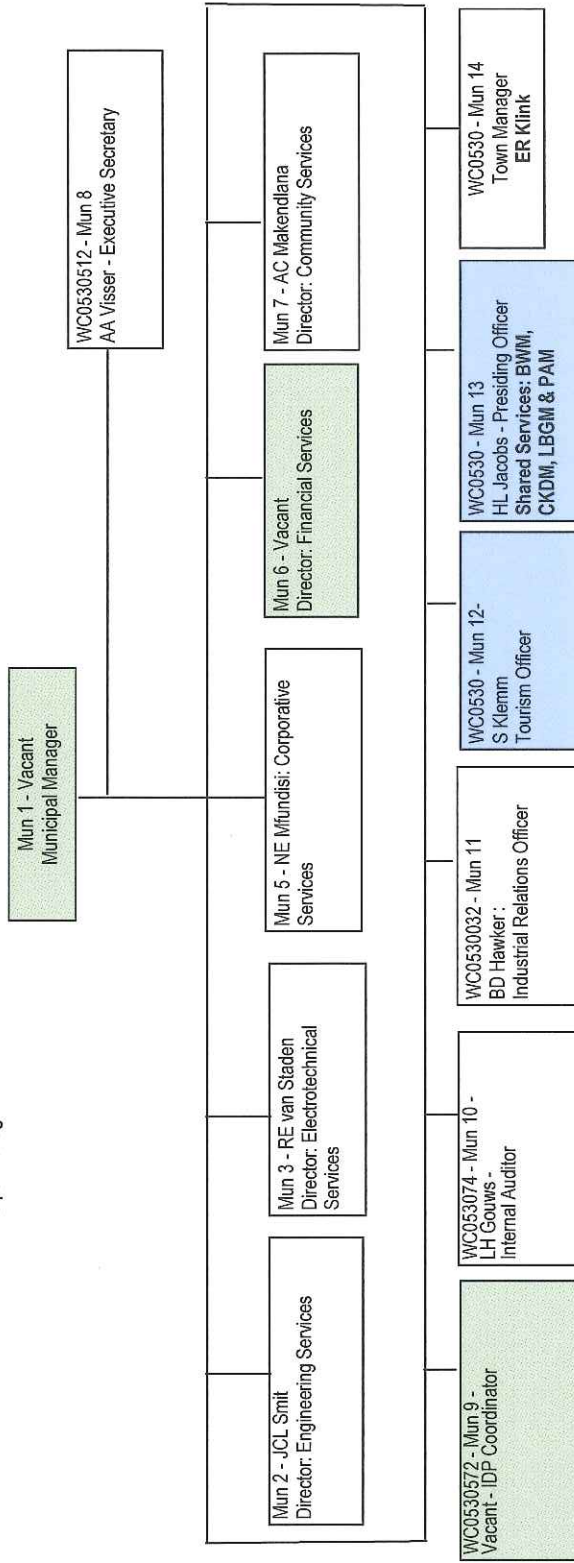 Mun 1 - Vacant
Municipal Manager
WC0530512 - Mun 8
AA Visser - Executive Secretary
Mun 2 - JCL Smit
Director: Engineering Services
Mun 3 - RE van Staden
Director: Electrotechnical
Services
Mun 5 - NE Mfundisi: Corporative
Services
Mun 6 - Vacant
Director: Financial Services
Mun 7 - AC Makendlana
Director: Community Services
WC0530572 - Mun 9 -
Vacant - IDP Coordinator
WC053074 - Mun 10 -
LH Gouws -
Internal Auditor
WC0530032 - Mun 11
BD Hawker :
Industrial Relations Officer
WC0530 - Mun 12-
S Klemm
Tourism Officer
WC0530 - Mun 13
HL Jacobs - Presiding Officer
Shared Services: BWM,
CKDM, LBGM & PAM
WC0530 - Mun 14
Town Manager
ER Klink